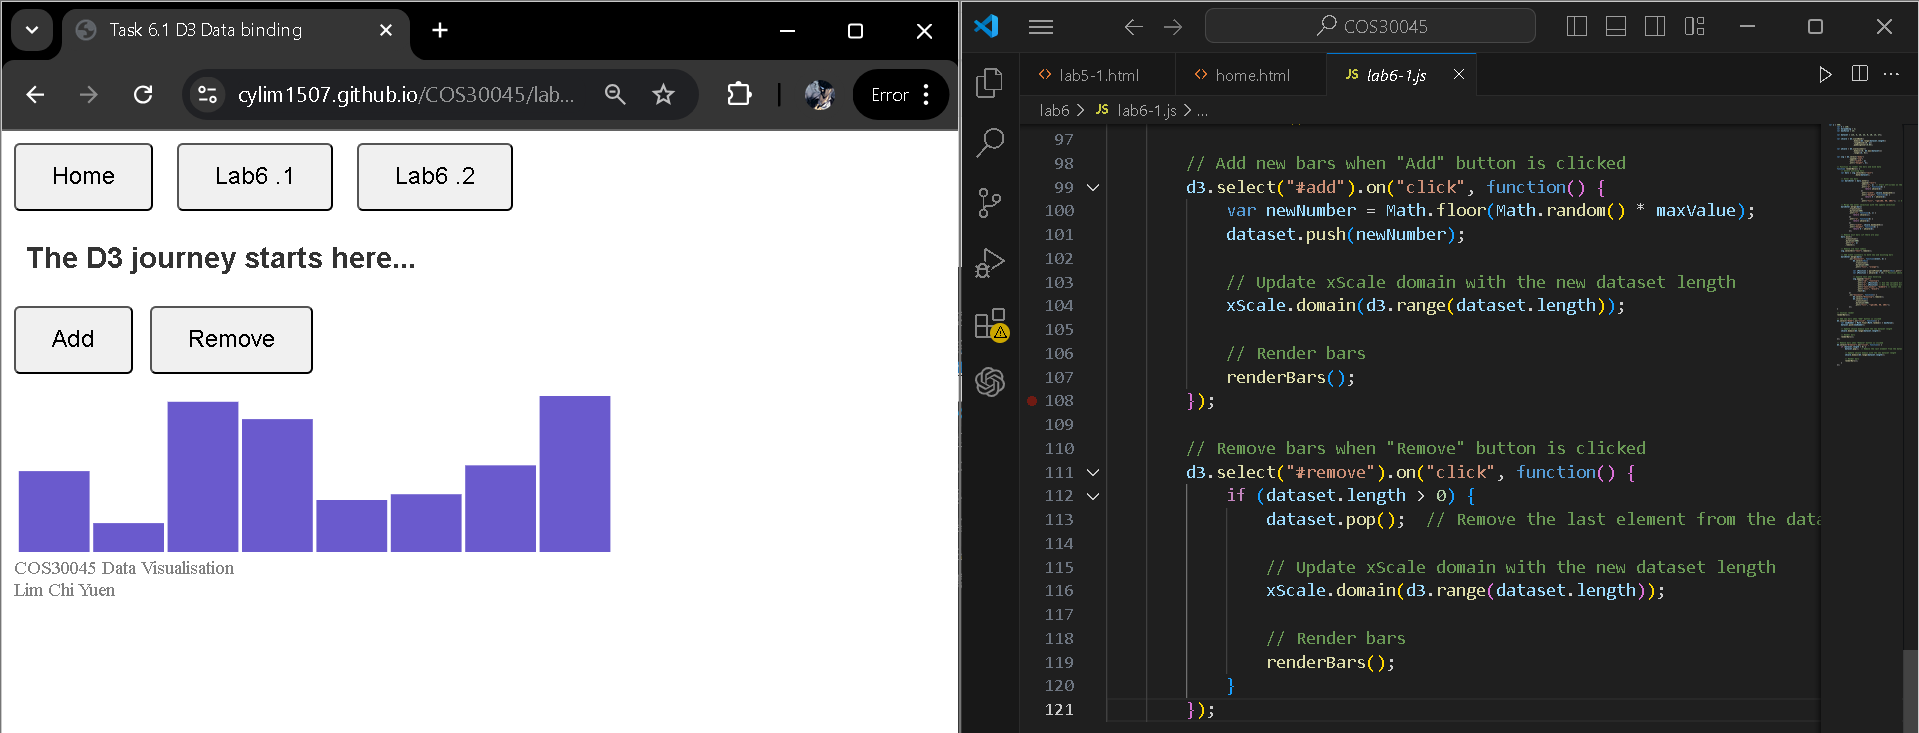 Task 6.1 D3 Data binding
cylim1507.github.io/COS30045/lab...
Error
Home
Lab6 .1
Lab6 .2
The D3 journey starts here...
Add
Remove
COS30045 Data Visualisation
Lim Chi Yuen
COS30045
lab5-1.html
home.html
JS lab6-1.js
lab6 > JS lab6-1.js > ...
97
98 // Add new bars when "Add" button is clicked
99 d3.select("#add").on("click", function() {
100 var newNumber = Math.floor(Math.random() * maxValue);
101 dataset.push(newNumber);
102
103 // Update xScale domain with the new dataset length
104 xScale.domain(d3.range(dataset.length));
105
106 // Render bars
107 renderBars();
108 });
109
110 // Remove bars when "Remove" button is clicked
111 d3.select("#remove").on("click", function() {
112 if (dataset.length > 0) {
113 dataset.pop(); // Remove the last element from the data
114
115 // Update xScale domain with the new dataset length
116 xScale.domain(d3.range(dataset.length));
117
118 // Render bars
119 renderBars();
120 }
121 });